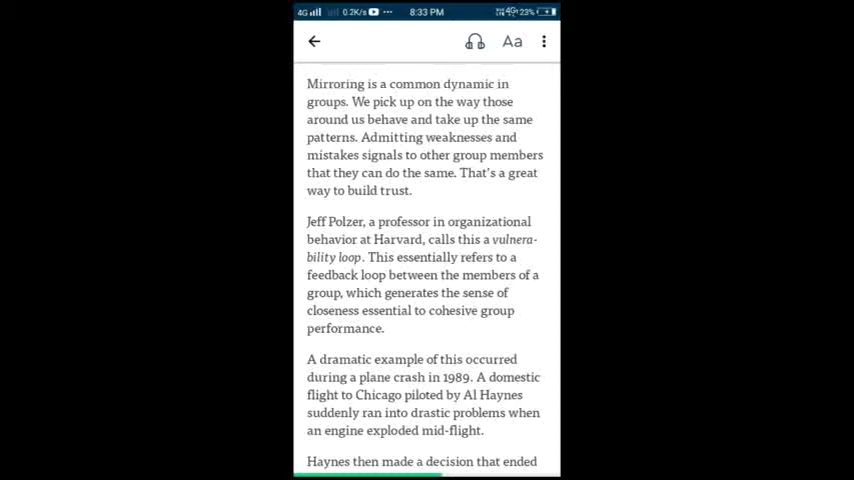 4G 0.2K/s 8:33 PM 4G 23%
Aa
Mirroring is a common dynamic in
groups. We pick up on the way those
around us behave and take up the same
patterns. Admitting weaknesses and
mistakes signals to other group members
that they can do the same. That's a great
way to build trust.
Jeff Polzer, a professor in organizational
behavior at Harvard, calls this a vulnera-
bility loop. This essentially refers to a
feedback loop between the members of a
group, which generates the sense of
closeness essential to cohesive group
performance.
A dramatic example of this occurred
during a plane crash in 1989. A domestic
flight to Chicago piloted by Al Haynes
suddenly ran into drastic problems when
an engine exploded mid-flight.
Haynes then made a decision that ended